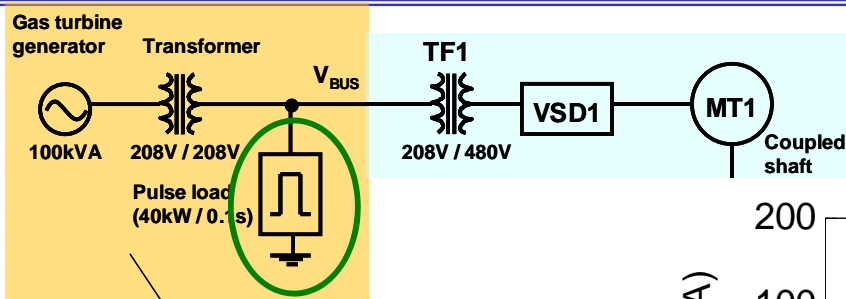 Gas turbine
generator
Transformer
TF1
V_BUS
VSD1
MT1
100kVA
208V / 208V
208V / 480V
Coupled
shaft
Pulse load
(40kW / 0.1s)
200
100
A)